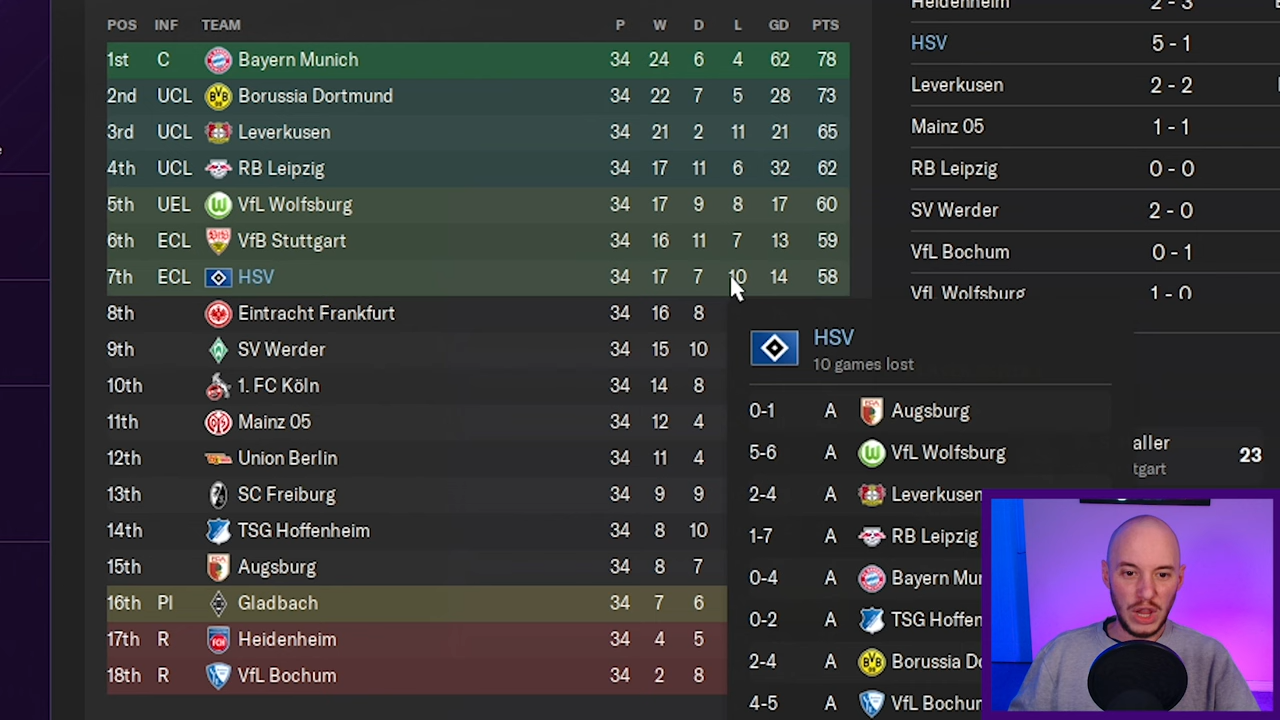 POS INF TEAM P W D L GD PTS
1st C Bayern Munich 34 24 6 4 62 78
2nd UCL Borussia Dortmund 34 22 7 5 28 73
3rd UCL Leverkusen 34 21 2 11 21 65
4th UCL RB Leipzig 34 17 11 6 32 62
5th UEL VfL Wolfsburg 34 17 9 8 17 60
6th ECL VfB Stuttgart 34 16 11 7 13 59
7th ECL HSV 34 17 7 10 14 58
8th Eintracht Frankfurt 34 16 8
9th SV Werder 34 15 10
10th 1. FC Köln 34 14 8
11th Mainz 05 34 12 4
12th Union Berlin 34 11 4
13th SC Freiburg 34 9 9
14th TSG Hoffenheim 34 8 10
15th Augsburg 34 8 7
16th Pl Gladbach 34 7 6
17th R Heidenheim 34 4 5
18th R VfL Bochum 34 2 8
Heidenheim 2 - 3
HSV 5 - 1
Leverkusen 2 - 2
Mainz 05 1 - 1
RB Leipzig 0 - 0
SV Werder 2 - 0
VfL Bochum 0 - 1
VfL Wolfsburg 1 - 0
HSV
10 games lost
0-1 A Augsburg
5-6 A VfL Wolfsburg
2-4 A Leverkusen
1-7 A RB Leipzig
0-4 A Bayern Mun
0-2 A TSG Hoffen
2-4 A Borussia Do
4-5 A VfL Bochum
aller
tgart 23